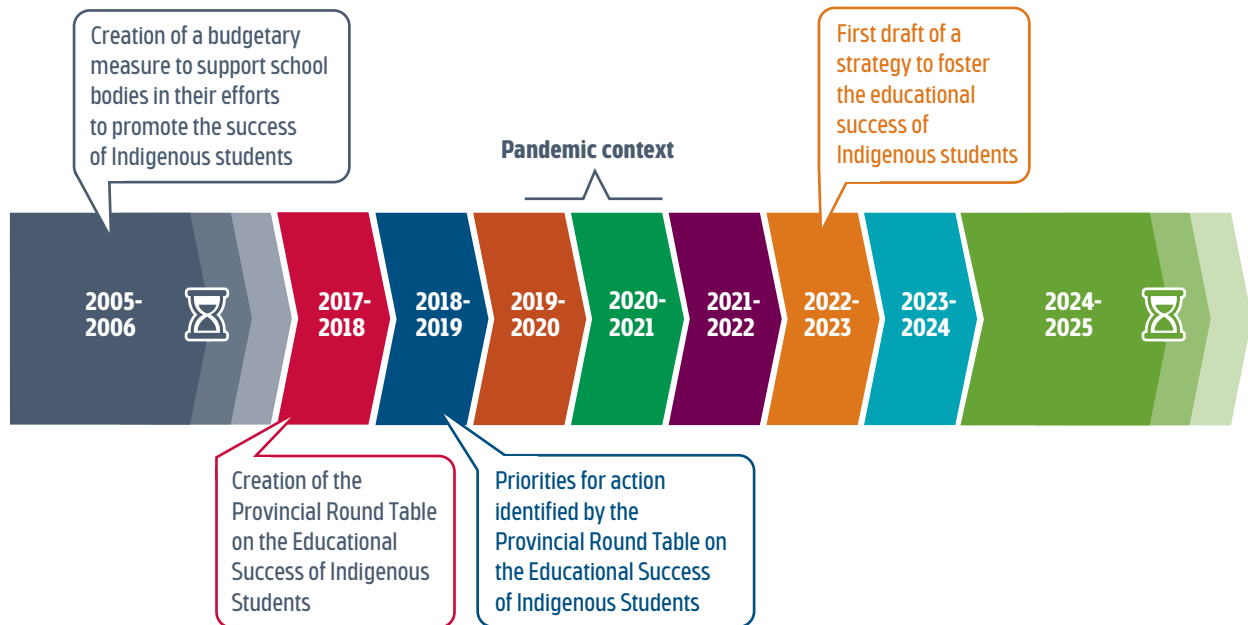 Creation of a budgetary
measure to support school
bodies in their efforts
to promote the success
of Indigenous students
First draft of a
strategy to foster
the educational
success of
Indigenous students
Pandemic context
2005-
2006
2017-
2018
2018-
2019
2019-
2020
2020-
2021
2021-
2022
2022-
2023
2023-
2024
2024-
2025
Creation of the
Provincial Round Table
on the Educational
Success of Indigenous
Students
Priorities for action
identified by the
Provincial Round Table on
the Educational Success
of Indigenous Students